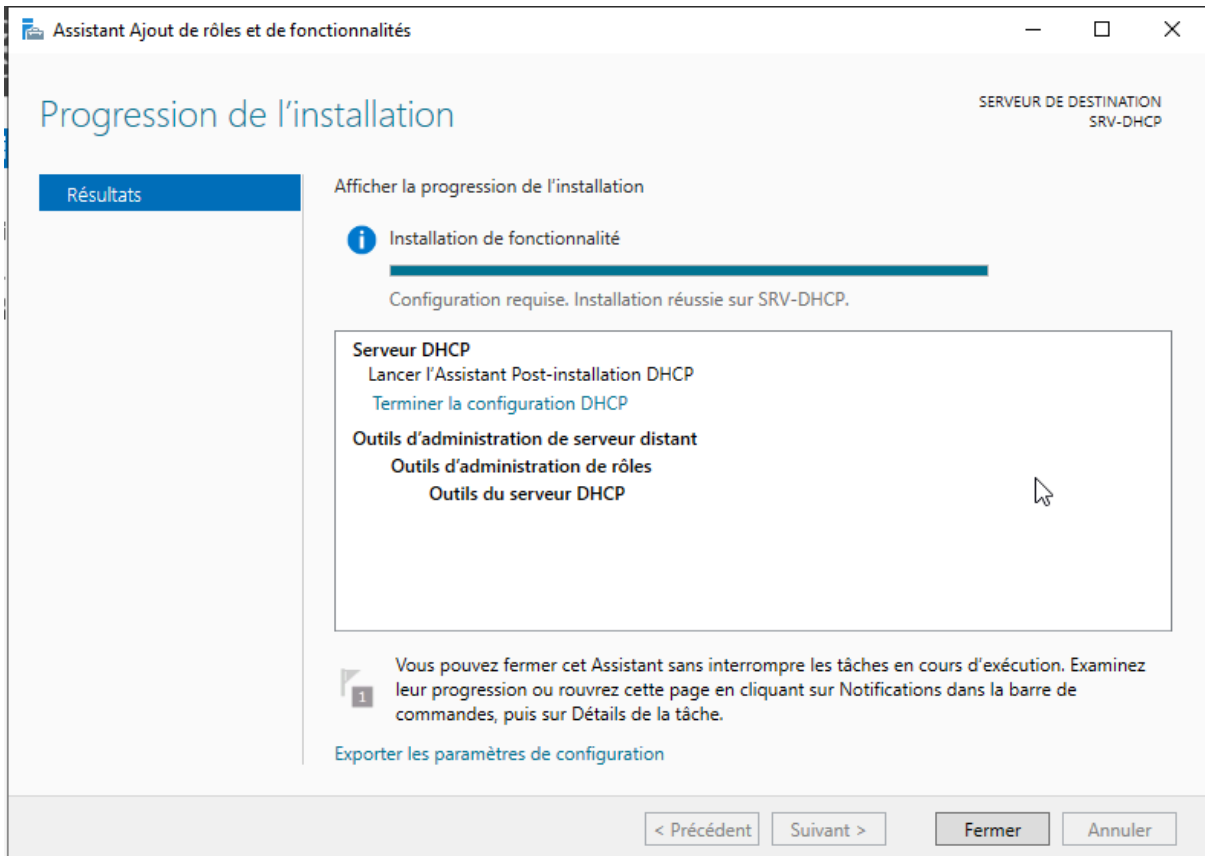 Assistant Ajout de rôles et de fonctionnalités
Progression de l’installation
SERVEUR DE DESTINATION
SRV-DHCP
Résultats
Afficher la progression de l’installation
Installation de fonctionnalité
Configuration requise. Installation réussie sur SRV-DHCP.
Serveur DHCP
Lancer l’Assistant Post-installation DHCP
Terminer la configuration DHCP
Outils d’administration de serveur distant
Outils d’administration de rôles
Outils du serveur DHCP
1
Vous pouvez fermer cet Assistant sans interrompre les tâches en cours d’exécution. Examinez
leur progression ou rouvrez cette page en cliquant sur Notifications dans la barre de
commandes, puis sur Détails de la tâche.
Exporter les paramètres de configuration
< Précédent
Suivant >
Fermer
Annuler